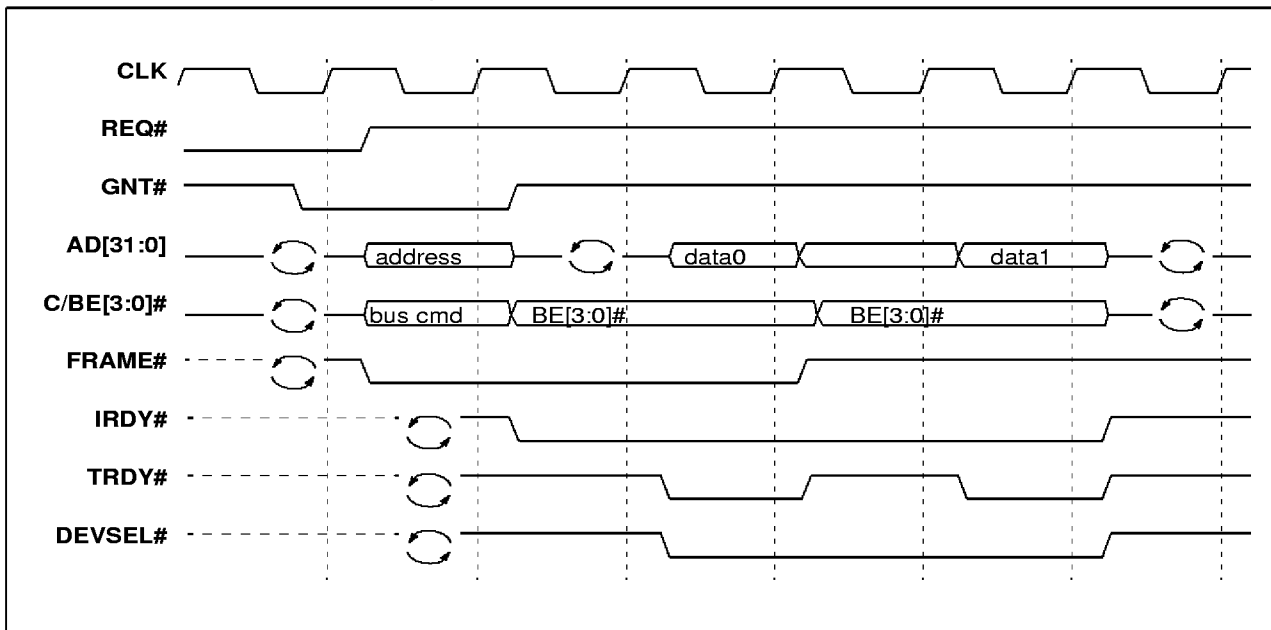 CLK
REQ#
GNT#
AD[31:0] address data0 data1
C/BE[3:0]# bus cmd BE[3:0]# BE[3:0]#
FRAME#
IRDY#
TRDY#
DEVSEL#